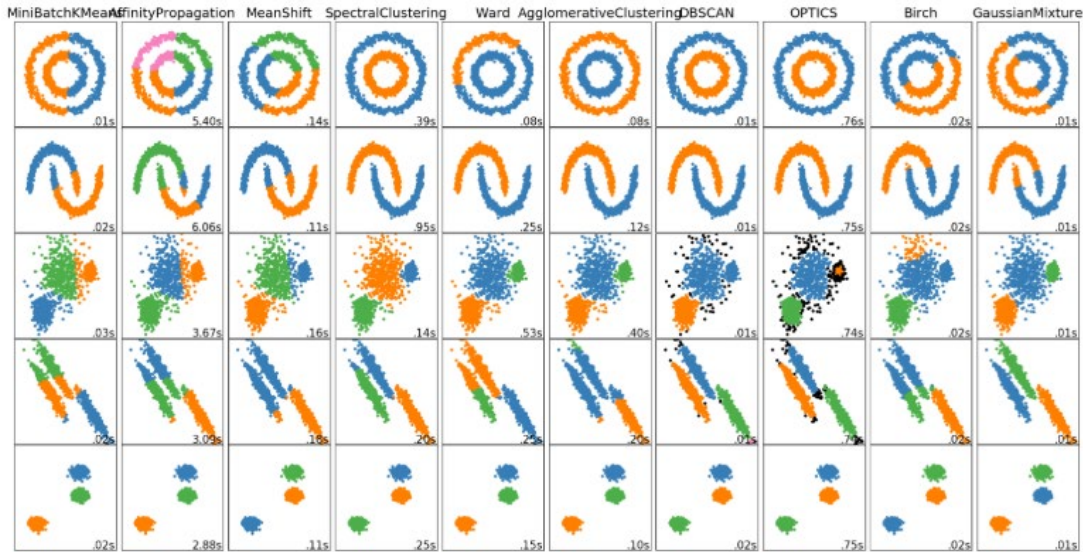 MiniBatchKMeans AffinityPropagation MeanShift SpectralClustering Ward AgglomerativeClustering DBSCAN OPTICS Birch GaussianMixture
.01s 5.40s .14s .39s .08s .08s .01s .76s .02s .01s
.02s 6.06s .11s .95s .25s .12s .01s .75s .02s .01s
.03s 3.67s .16s .14s .53s .40s .01s .74s .02s .01s
.02s 3.09s .18s .20s .25s .20s .01s .02s .01s
.02s 2.88s .11s .25s .15s .10s .02s .75s .02s .01s